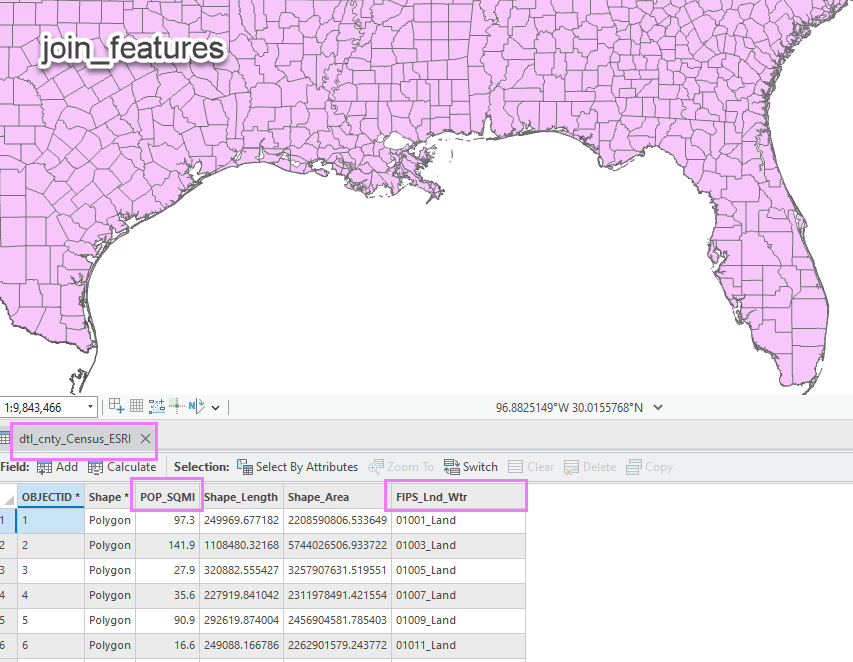 join_features
1:9,843,466 96.8825149°W 30.0155768°N
dtl_cnty_Census_ESRI
Field: Add Calculate Selection: Select By Attributes Zoom To Switch Clear Delete Copy
OBJECTID * Shape * POP_SQMI Shape_Length Shape_Area FIPS_Lnd_Wtr
1 1 Polygon 97.3 249969.677182 2208590806.533649 01001_Land
2 2 Polygon 141.9 1108480.32168 5744026506.933722 01003_Land
3 3 Polygon 27.9 320882.555427 3257907631.519551 01005_Land
4 4 Polygon 35.6 227919.841042 2311978491.421554 01007_Land
5 5 Polygon 90.9 292619.874004 2456904581.785403 01009_Land
6 6 Polygon 16.6 249088.166786 2262901579.243772 01011_Land